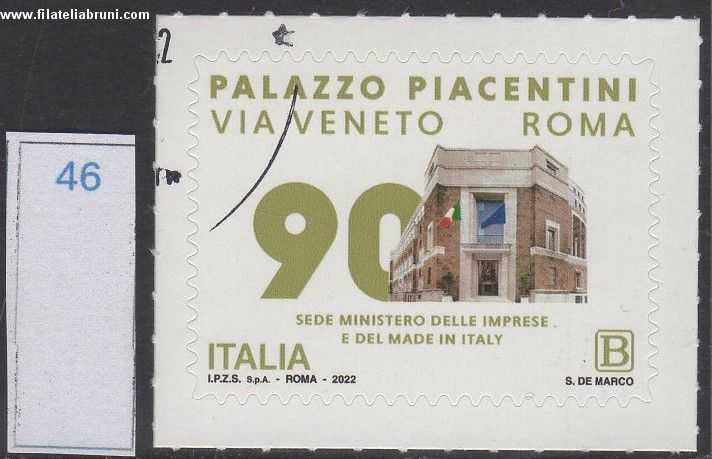 www.filateliabruni.com
PALAZZO PIACENTINI
VIA VENETO ROMA
46
90
SEDE MINISTERO DELLE IMPRESE
E DEL MADE IN ITALY
ITALIA
B
I.P.Z.S. S.p.A. - ROMA - 2022
S. DE MARCO